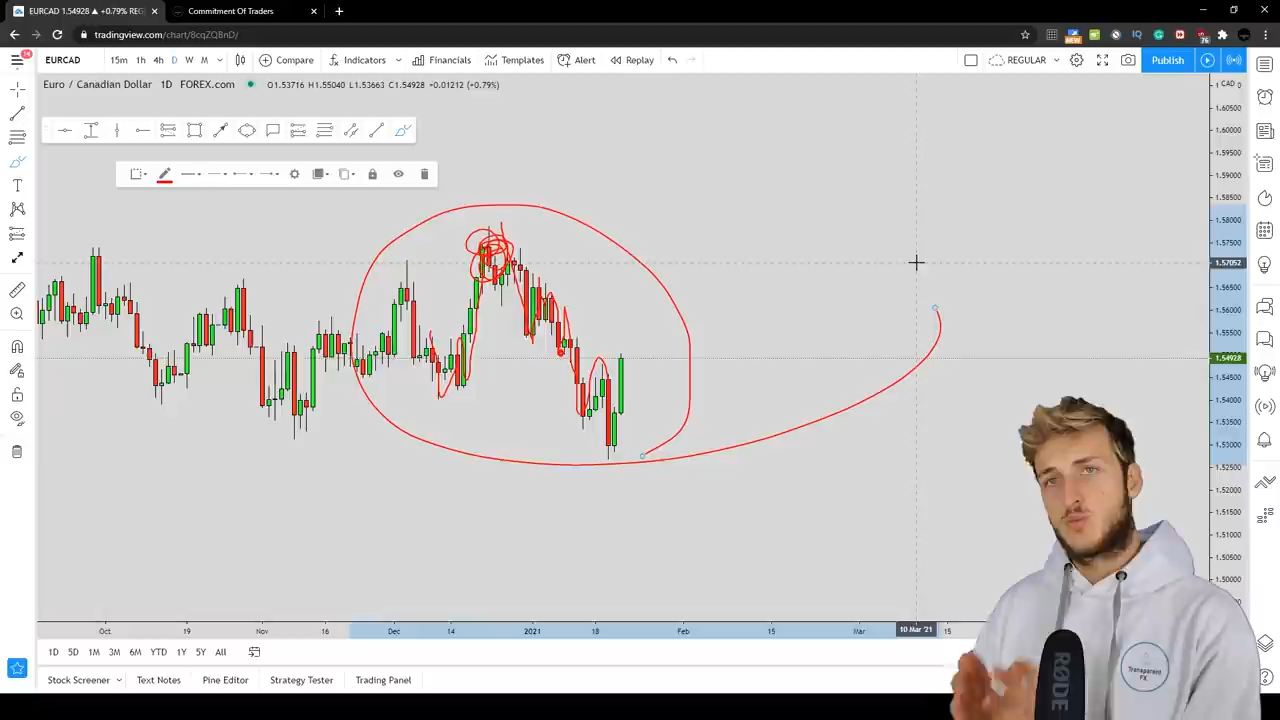 EURCAD 1.54928 ▲ +0.79% REG
Commitment Of Traders
tradingview.com/chart/8cqZQBnD/
EURCAD 15m 1h 4h D W M Compare Indicators Financials Templates Alert Replay REGULAR Publish
Euro / Canadian Dollar 1D FOREX.com O1.53716 H1.55040 L1.53663 C1.54928 +0.01212 (+0.79%)
CAD
1.60500
1.60000
1.59500
1.59000
1.58500
1.58000
1.57500
1.57052
1.56500
1.56000
1.55500
1.54928
1.54500
1.54000
1.53500
1.53000
1.52500
1.52000
1.51500
1.51000
1.50500
1.50000
Oct 19 Nov 16 Dec 14 2021 18 Feb 15 Mar 10 Mar '21 15
1D 5D 1M 3M 6M YTD 1Y 5Y All
Stock Screener Text Notes Pine Editor Strategy Tester Trading Panel
Transparent
FX
RØDE